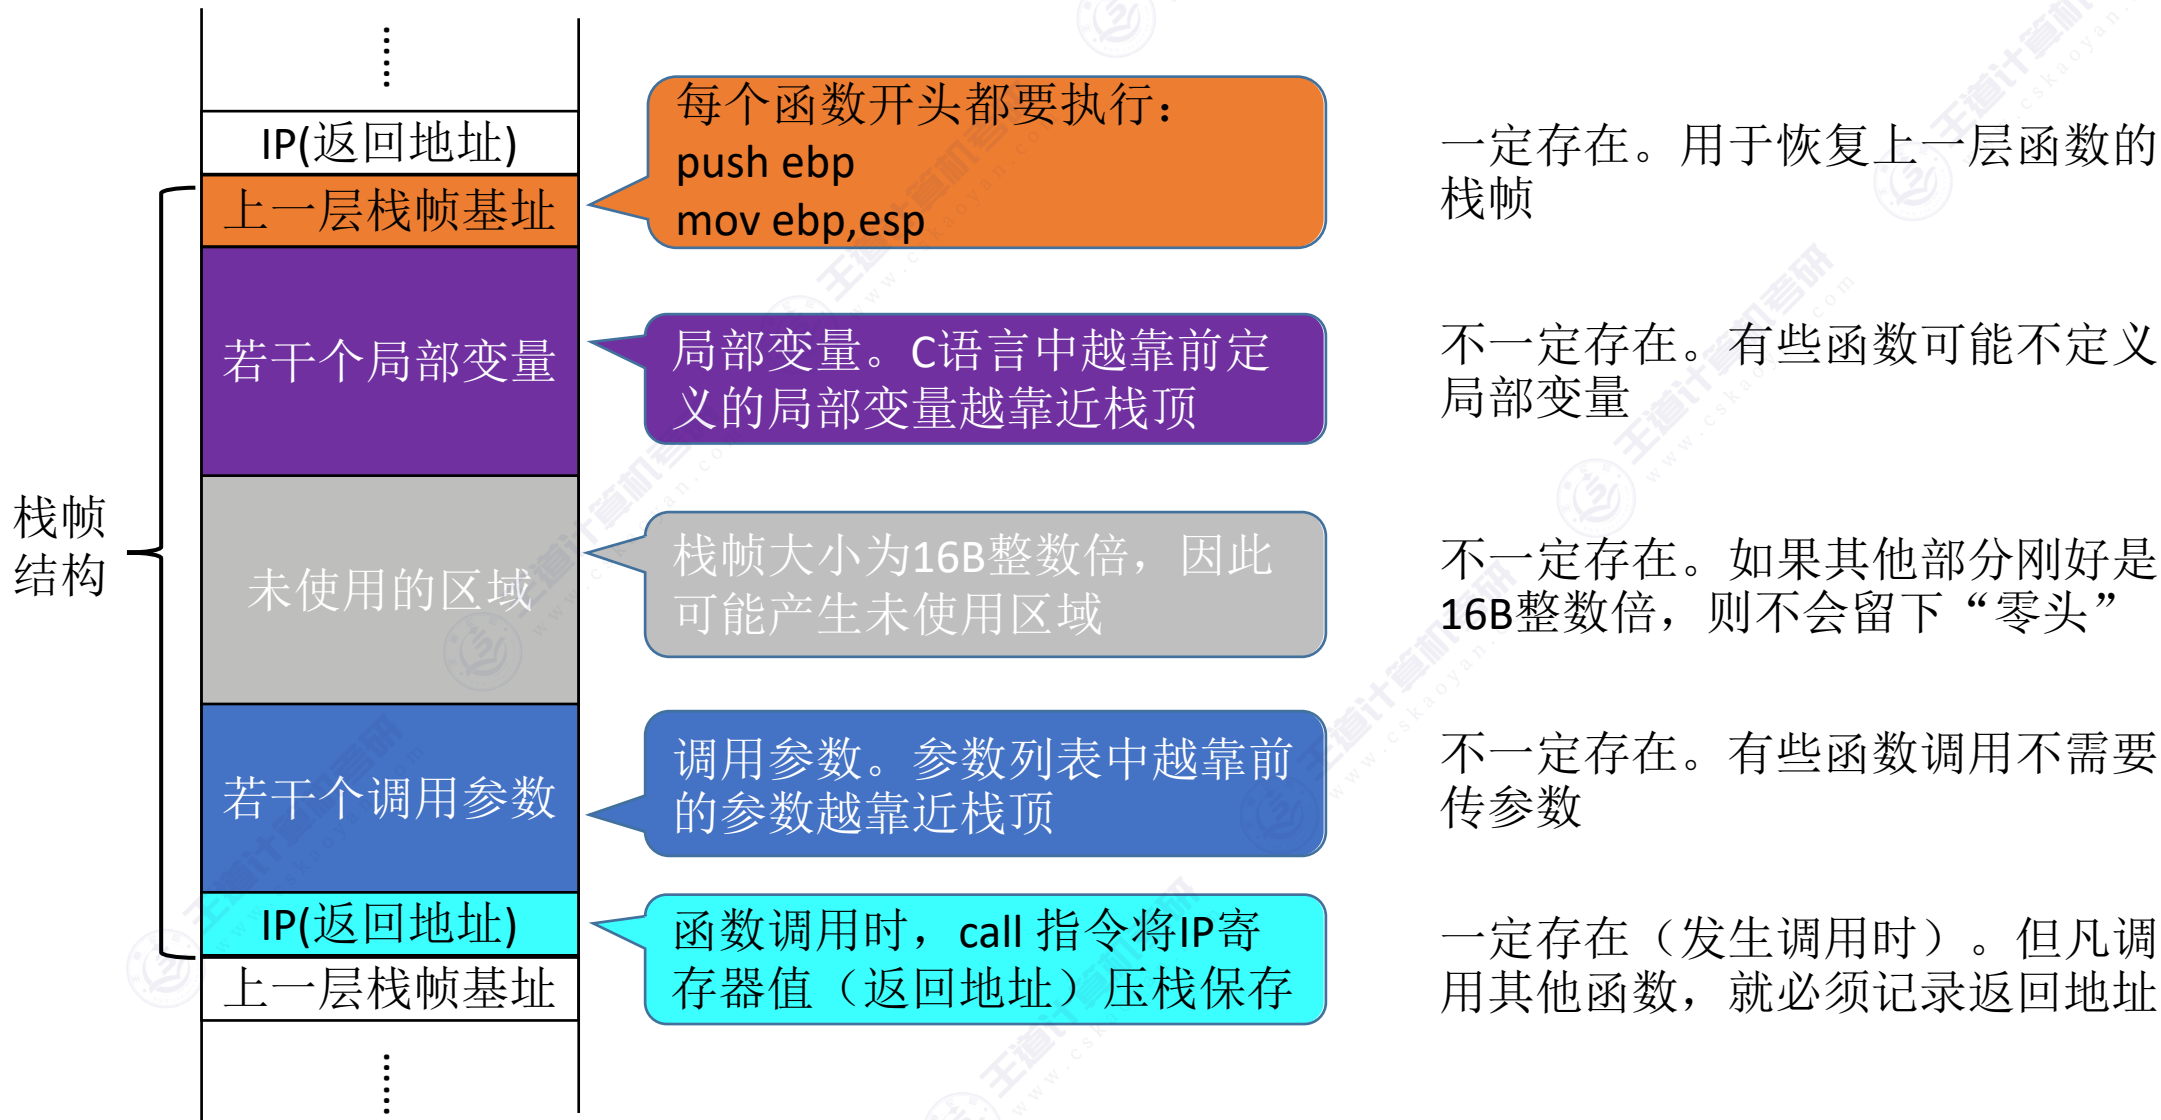 ......
IP(返回地址)
上一层栈帧基址
若干个局部变量
未使用的区域
若干个调用参数
IP(返回地址)
上一层栈帧基址
......
栈帧
结构
每个函数开头都要执行：
push ebp
mov ebp,esp
一定存在。用于恢复上一层函数的
栈帧
局部变量。C语言中越靠前定
义的局部变量越靠近栈顶
不一定存在。有些函数可能不定义
局部变量
栈帧大小为16B整数倍，因此
可能产生未使用区域
不一定存在。如果其他部分刚好是
16B整数倍，则不会留下“零头”
调用参数。参数列表中越靠前
的参数越靠近栈顶
不一定存在。有些函数调用不需要
传参数
函数调用时，call 指令将IP寄
存器值（返回地址）压栈保存
一定存在（发生调用时）。但凡调
用其他函数，就必须记录返回地址
王道计算机考研
www.cskaoyan.com